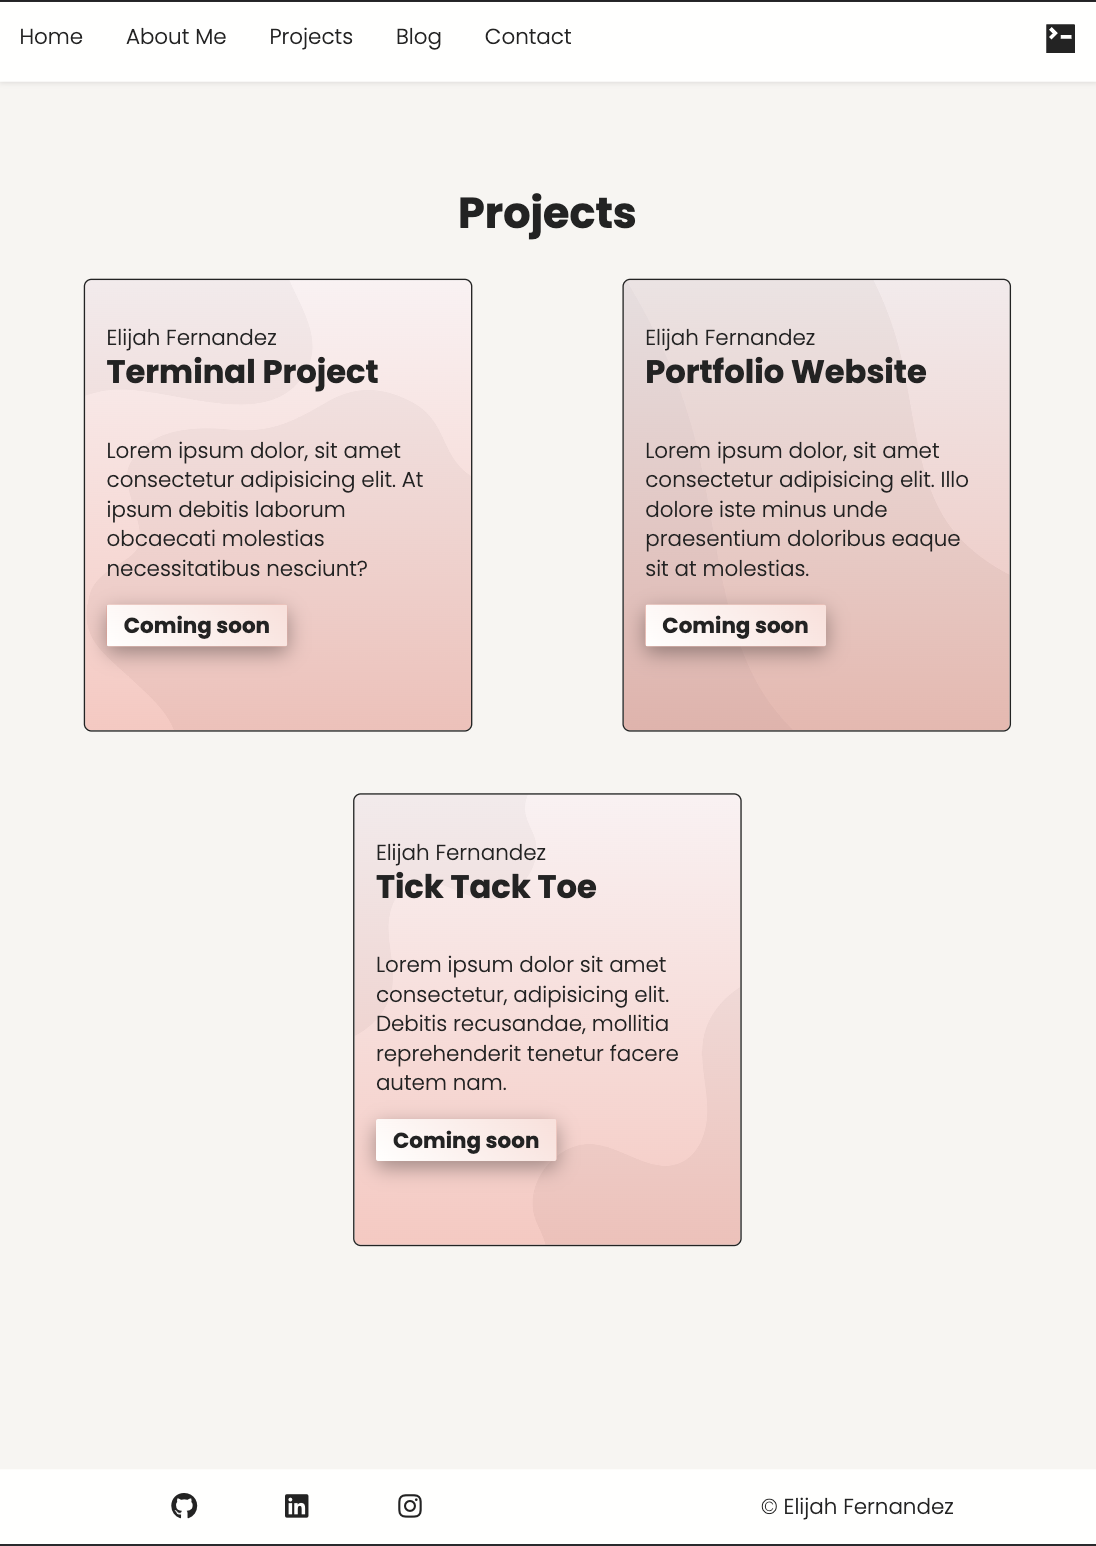 Home About Me Projects Blog Contact
Projects
Elijah Fernandez
Terminal Project
Lorem ipsum dolor, sit amet
consectetur adipisicing elit. At
ipsum debitis laborum
obcaecati molestias
necessitatibus nesciunt?
Coming soon
Elijah Fernandez
Portfolio Website
Lorem ipsum dolor, sit amet
consectetur adipisicing elit. Illo
dolore iste minus unde
praesentium doloribus eaque
sit at molestias.
Coming soon
Elijah Fernandez
Tick Tack Toe
Lorem ipsum dolor sit amet
consectetur, adipisicing elit.
Debitis recusandae, mollitia
reprehenderit tenetur facere
autem nam.
Coming soon
© Elijah Fernandez